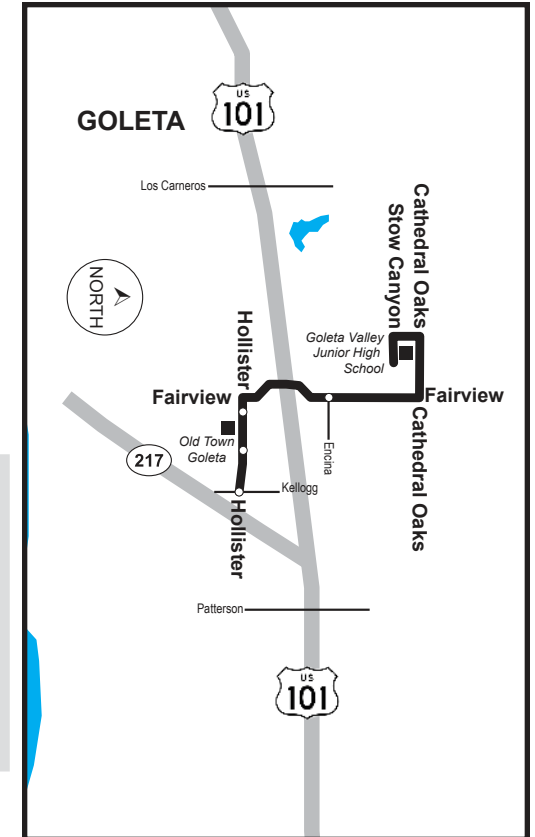 US
101
GOLETA
Los Carneros
Cathedral Oaks
Stow Canyon
NORTH
Hollister
Goleta Valley
Junior High
School
Fairview
Fairview
Old Town
Goleta
Encina
Cathedral Oaks
217
Kellogg
Hollister
Patterson
US
101